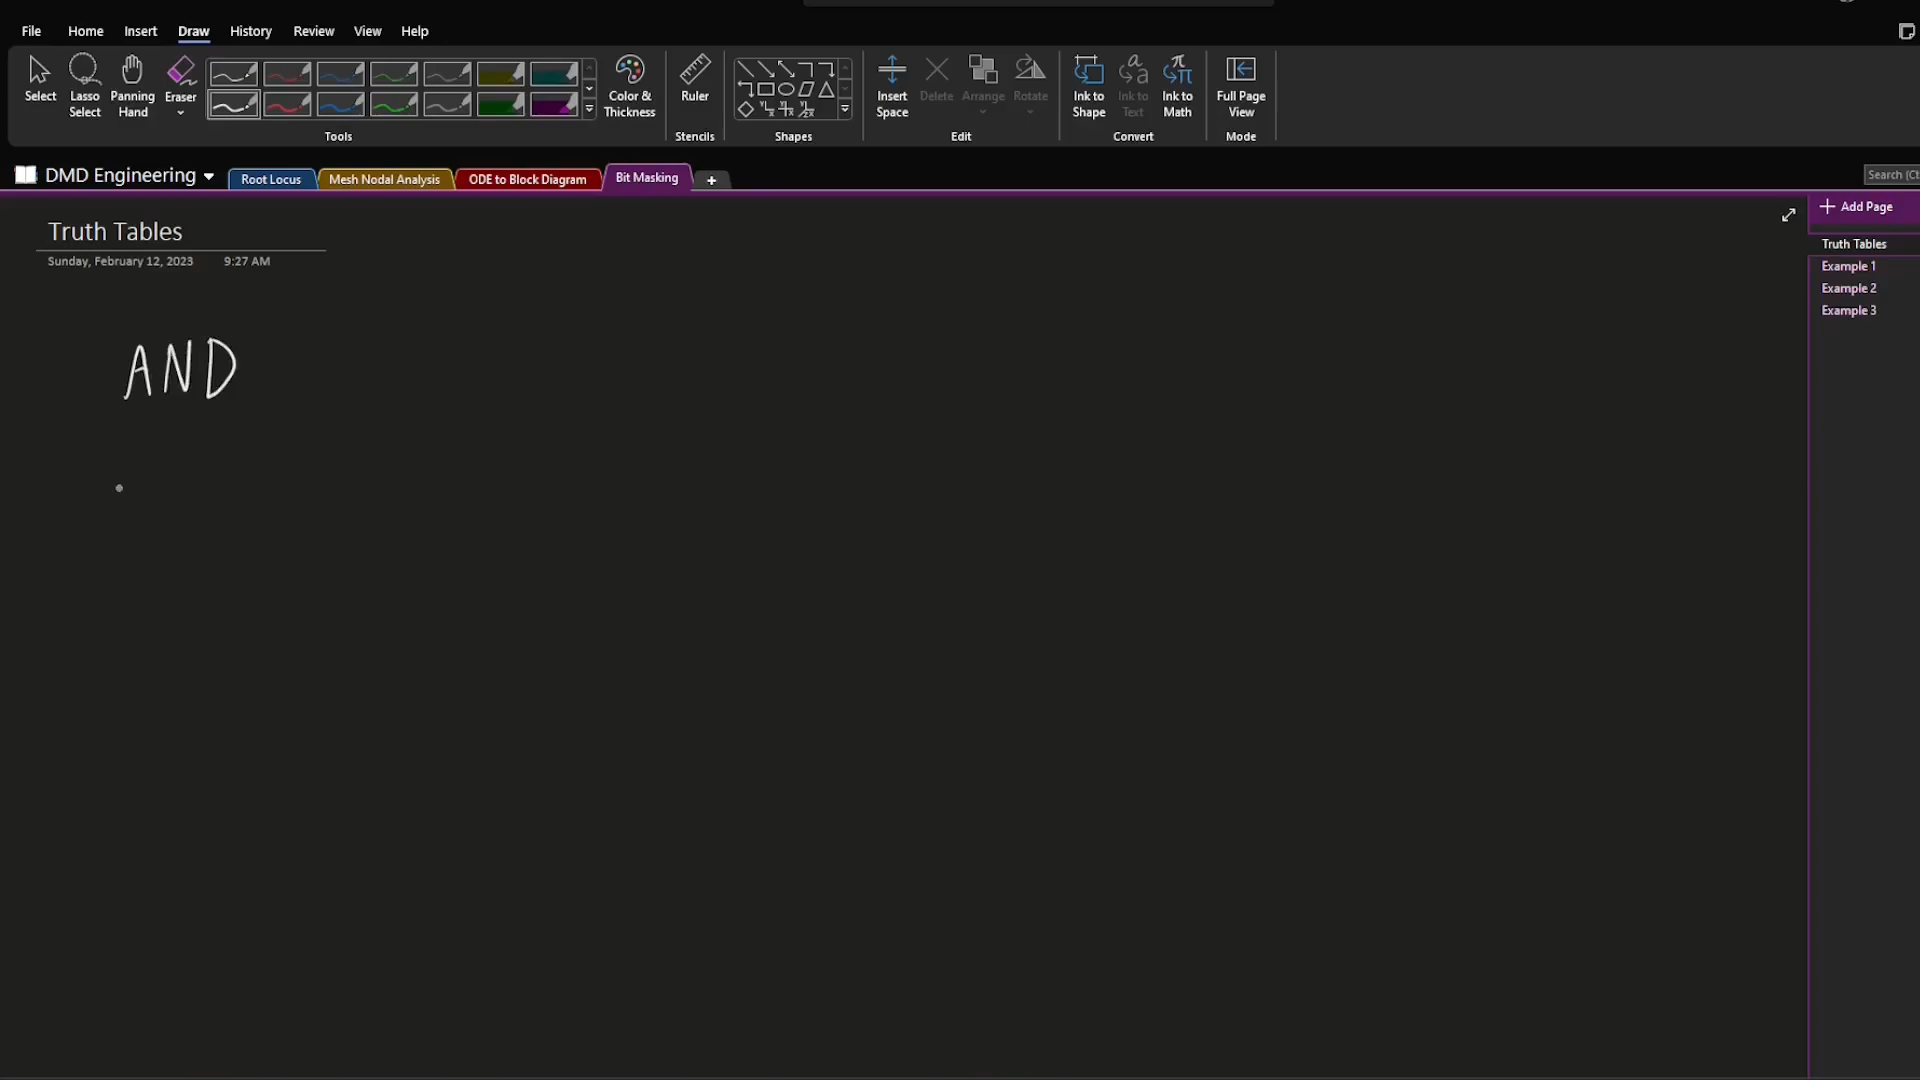 File Home Insert Draw History Review View Help
Select Lasso Select Panning Hand Eraser Color & Thickness Ruler Insert Space Delete Arrange Rotate Ink to Shape Ink to Text Ink to Math Full Page View
Tools Stencils Shapes Edit Convert Mode
DMD Engineering Root Locus Mesh Nodal Analysis ODE to Block Diagram Bit Masking + Search (Ct
Add Page
Truth Tables
Sunday, February 12, 2023 9:27 AM
AND
Truth Tables
Example 1
Example 2
Example 3